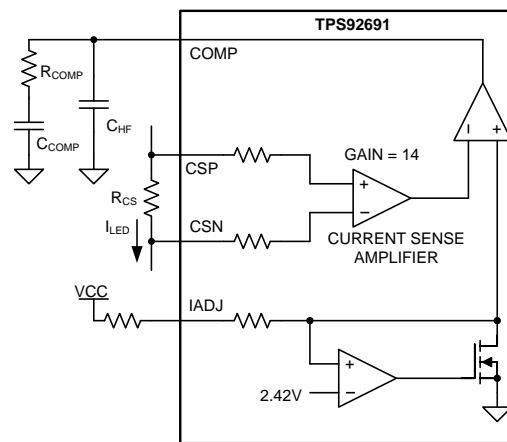 TPS92691
COMP
R_COMP
C_COMP
C_HF
GAIN = 14
CSP
R_CS
+
−
− +
I_LED
CSN
CURRENT SENSE
AMPLIFIER
VCC
IADJ
+
−
2.42V